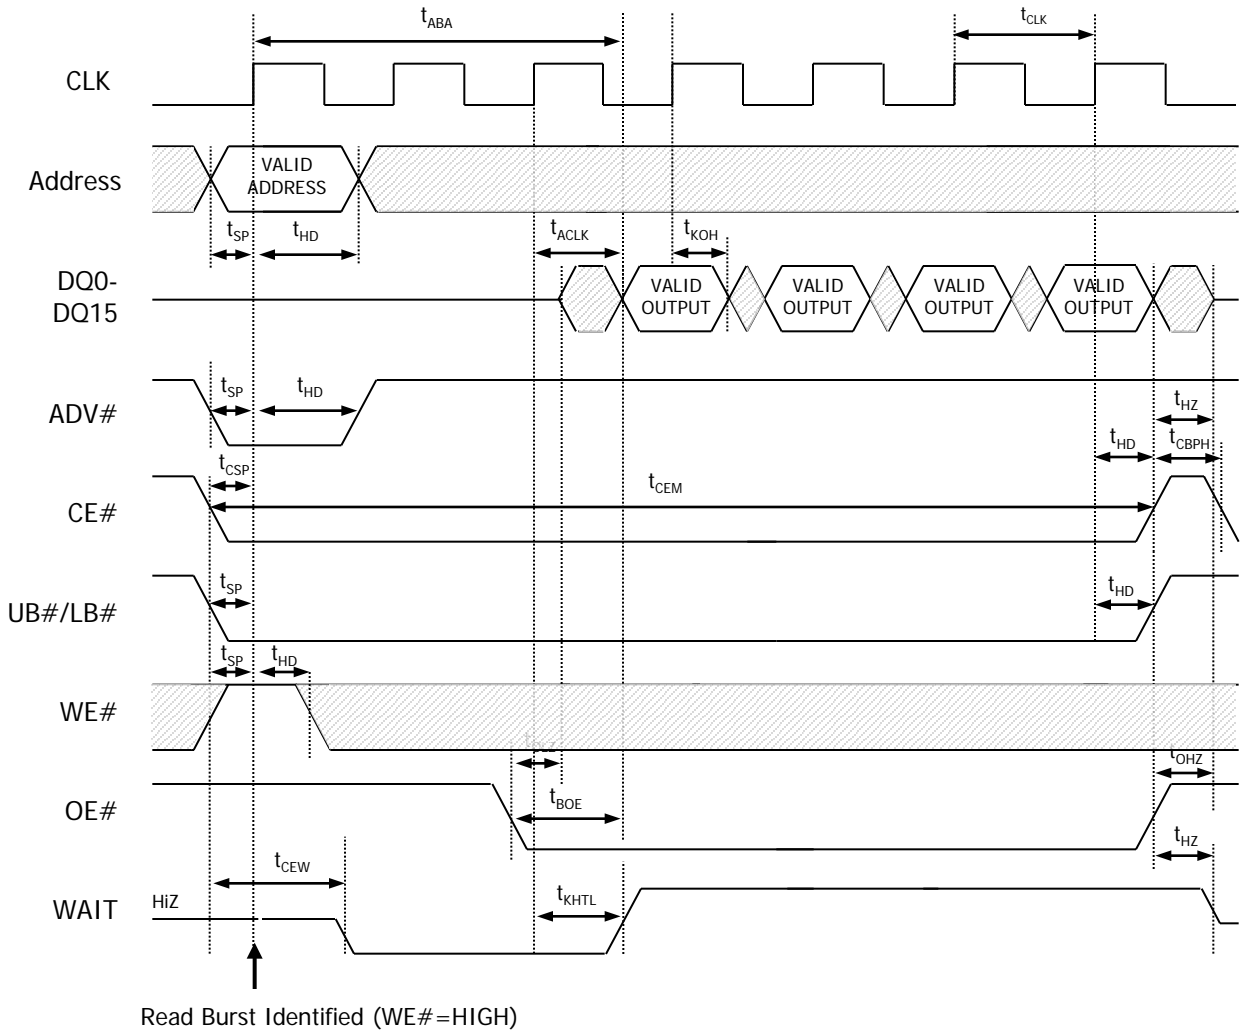 tABA
tCLK
CLK
Address
VALID
ADDRESS
tSP
tHD
tACLK
tKOH
DQ0-
DQ15
VALID
OUTPUT
VALID
OUTPUT
VALID
OUTPUT
VALID
OUTPUT
ADV#
tSP
tHD
tHZ
tHD
tCBPH
CE#
tCSP
tCEM
UB#/LB#
tSP
tHD
tSP
tHD
WE#
tOHZ
OE#
tBOE
tHZ
tCEW
WAIT
HiZ
tKHTL
Read Burst Identified (WE#=HIGH)